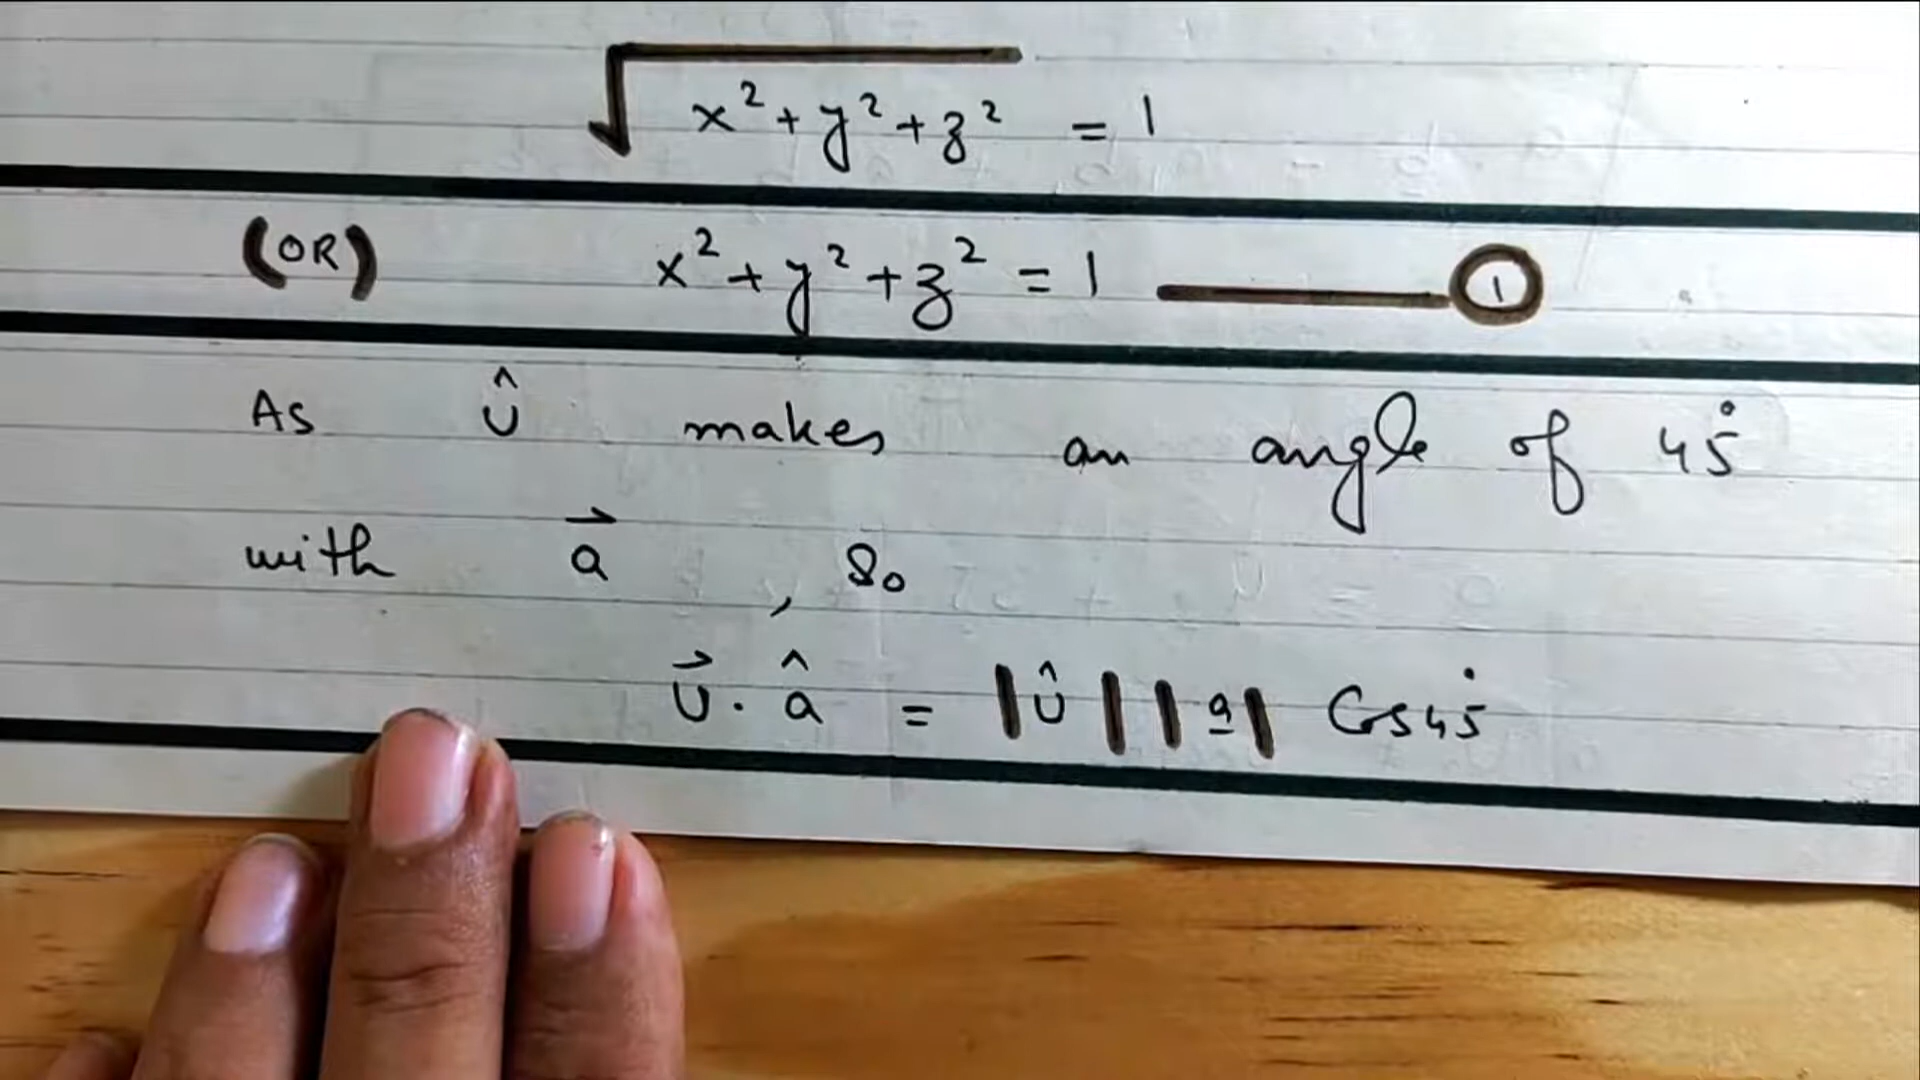 √x² + y² + z² = 1
(OR) x² + y² + z² = 1 —— ①
As û makes an angle of 45°
with a⃗ , so
u⃗ . â = |û| |a̲| Cos45°